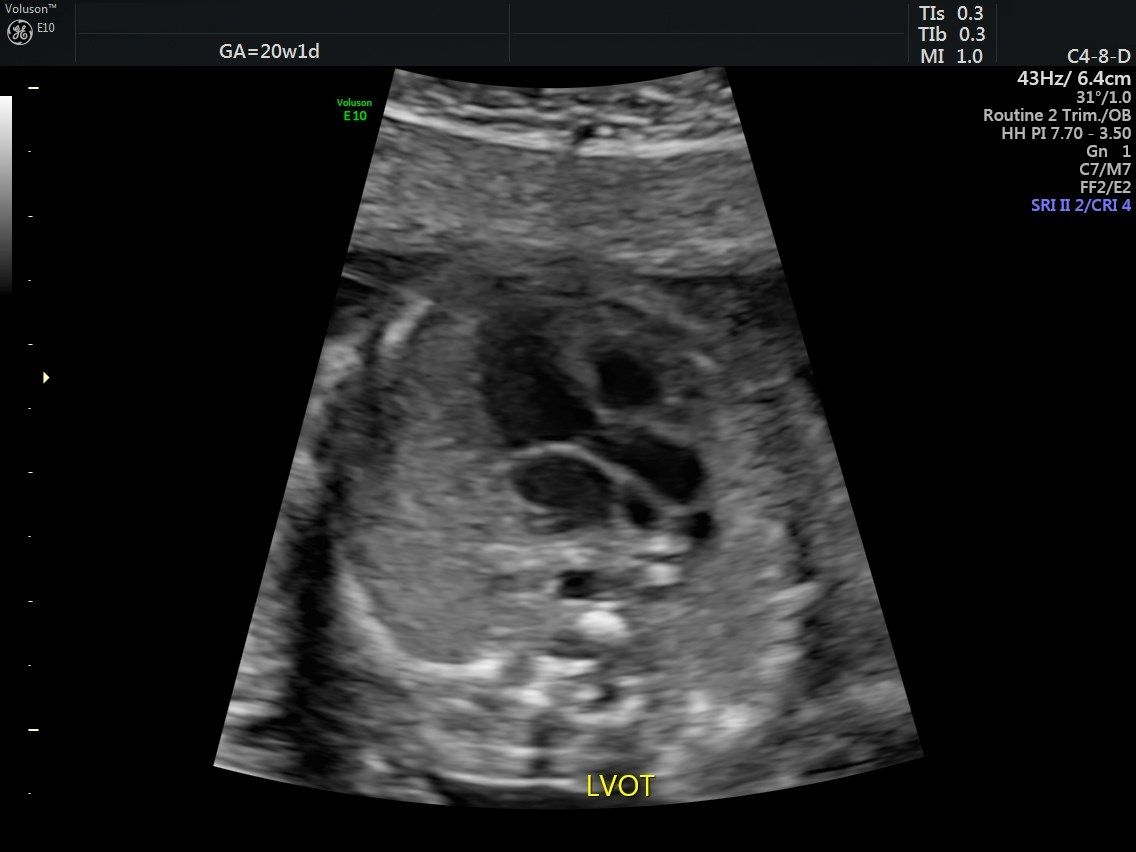 Voluson™
E10
GA=20w1d
TIs 0.3
TIb 0.3
MI 1.0
C4-8-D
43Hz/ 6.4cm
31°/1.0
Routine 2 Trim./OB
HH PI 7.70 - 3.50
Gn 1
C7/M7
FF2/E2
SRI II 2/CRI 4
Voluson
E10
LVOT